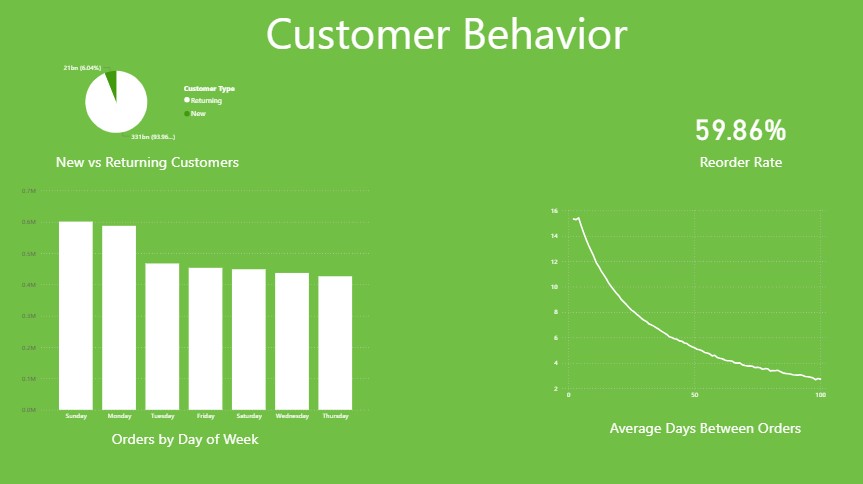 Customer Behavior
21bn (6.04%)
Customer Type
Returning
New
331bn (93.96...)
New vs Returning Customers
59.86%
Reorder Rate
0.7M
0.6M
0.5M
0.4M
0.3M
0.2M
0.1M
0.0M
Sunday Monday Tuesday Friday Saturday Wednesday Thursday
Orders by Day of Week
16
14
12
10
8
6
4
2
0 50 100
Average Days Between Orders